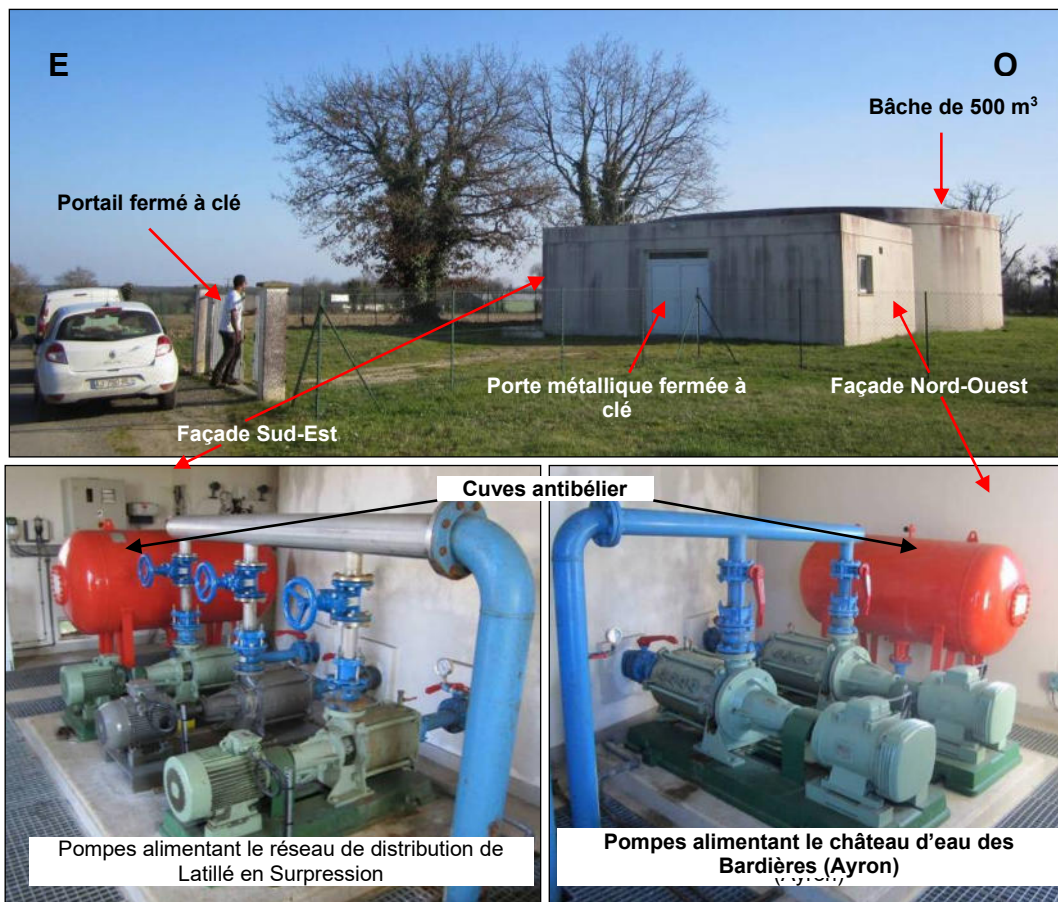 E
O
Bâche de 500 m³
Portail fermé à clé
Porte métallique fermée à
clé
Façade Nord-Ouest
Façade Sud-Est
Cuves antibélier
Pompes alimentant le réseau de distribution de
Latillé en Surpression
Pompes alimentant le château d'eau des
Bardières (Ayron)
(Ayron)